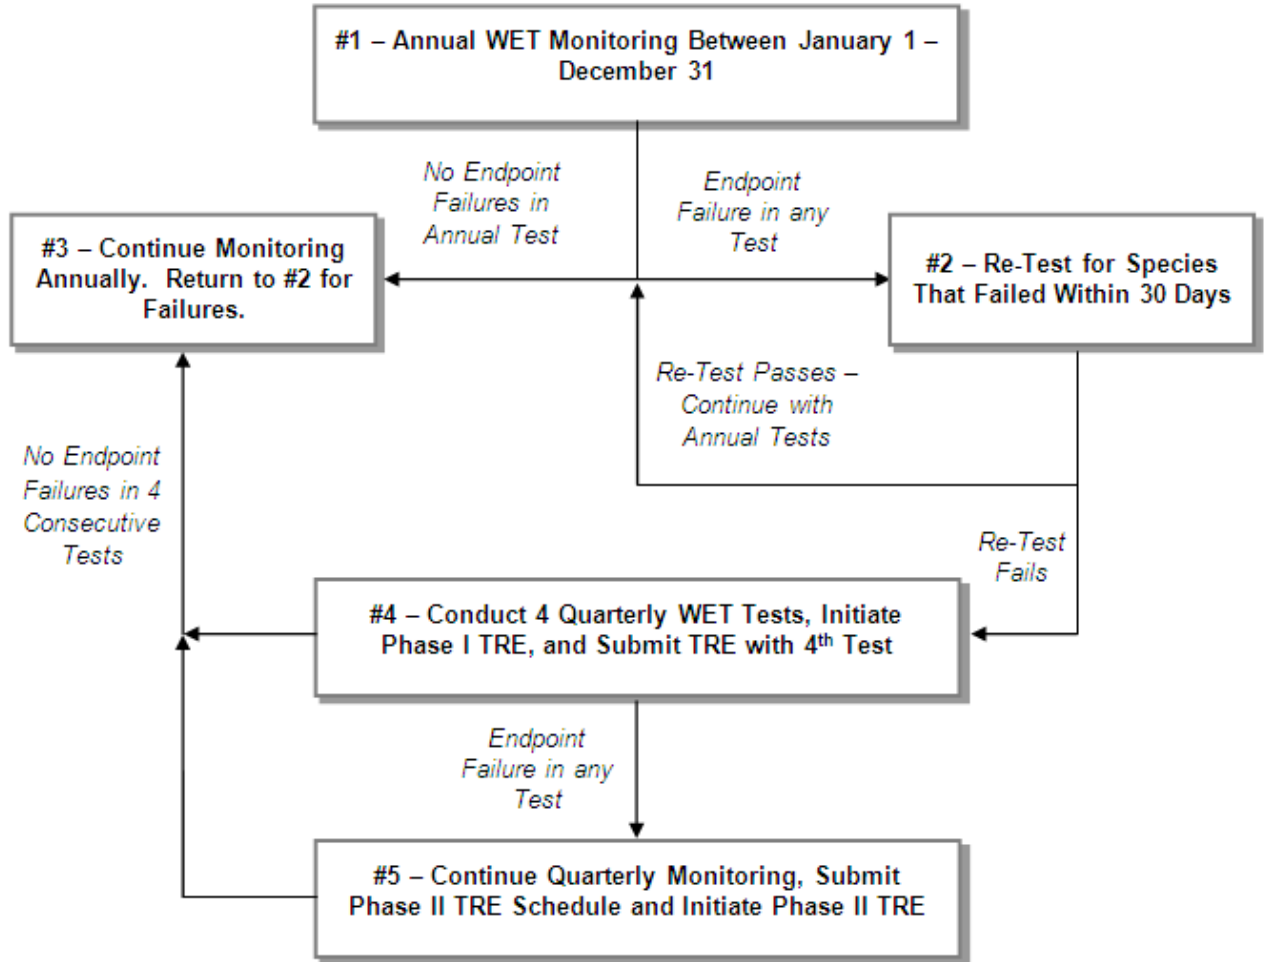 #1 – Annual WET Monitoring Between January 1 –
December 31
No Endpoint
Failures in
Annual Test
Endpoint
Failure in any
Test
#3 – Continue Monitoring
Annually. Return to #2 for
Failures.
#2 – Re-Test for Species
That Failed Within 30 Days
Re-Test Passes –
Continue with
Annual Tests
No Endpoint
Failures in 4
Consecutive
Tests
Re-Test
Fails
#4 – Conduct 4 Quarterly WET Tests, Initiate
Phase I TRE, and Submit TRE with 4th Test
Endpoint
Failure in any
Test
#5 – Continue Quarterly Monitoring, Submit
Phase II TRE Schedule and Initiate Phase II TRE